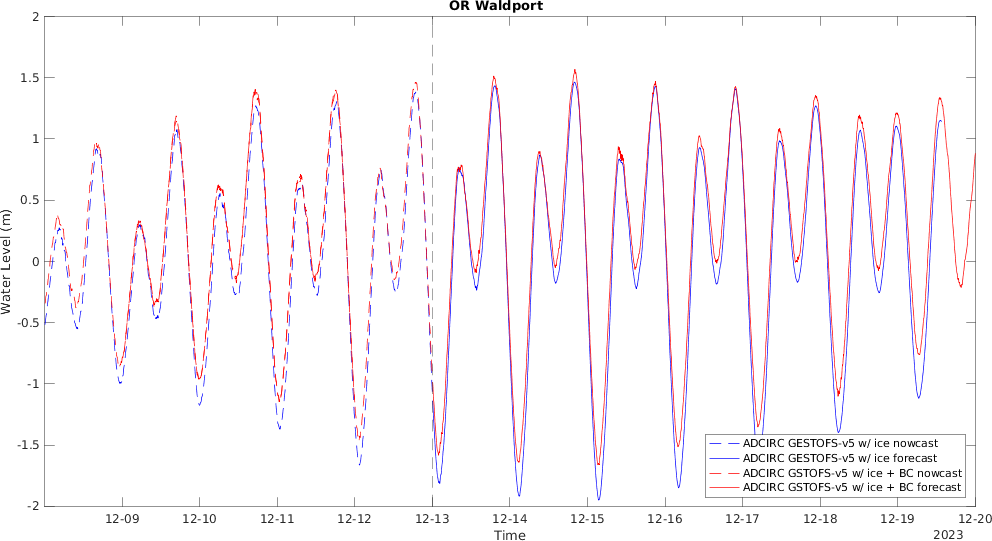 OR Waldport
2
1.5
1
0.5
0
-0.5
-1
-1.5
-2
Water Level (m)
12-09 12-10 12-11 12-12 12-13 12-14 12-15 12-16 12-17 12-18 12-19 12-20
Time
2023
ADCIRC GESTOFS-v5 w/ ice nowcast
ADCIRC GESTOFS-v5 w/ ice forecast
ADCIRC GSTOFS-v5 w/ ice + BC nowcast
ADCIRC GSTOFS-v5 w/ ice + BC forecast